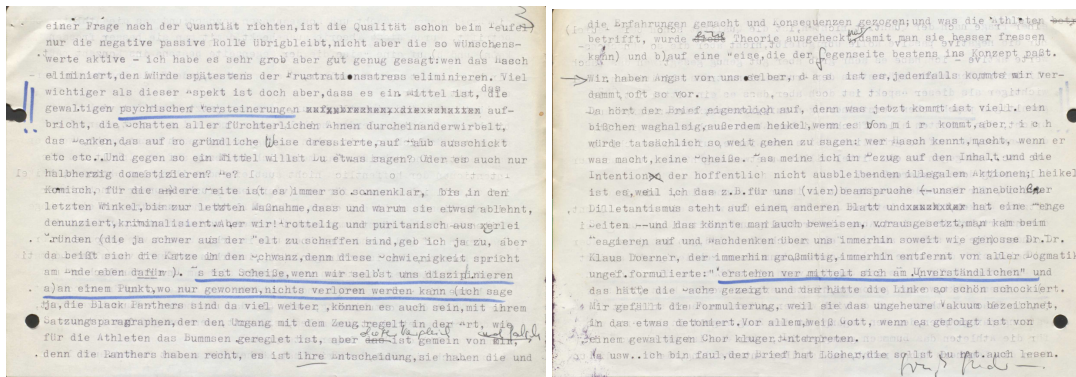 3
einer Frage nach der Quantität richten,ist die Qualität schon beim Teufel
nur die negative passive Rolle übrigbleibt,nicht aber die so wünschens-
werte aktive - ich habe es sehr grob aber gut genug gesagt:wen das Hasch
eliminiert,den würde spätestens der Frustrationsstress eliminieren. Viel
wichtiger als dieser Aspekt ist doch aber,dass es ein Mittel ist, das die
gewaltigen psychischen Versteinerungen auf-
bricht, die Schatten aller fürchterlichen Ahnen durcheinanderwirbelt,
das Denken,das auf so gründliche Weise dressierte,auf Raub ausschickt
etc etc. Und gegen so ein Mittel willst Du etwas sagen? Oder es auch nur
halbherzig domestizieren? He?
Komisch, für die andere Seite ist es immer so sonnenklar, bis in den
letzten Winkel,bis zur letzten Maßnahme,dass und warum sie etwas ablehnt,
denunziert,kriminalisiert.Aber wir!trottelig und puritanisch aus xerlei
Gründen (die ja schwer aus der Welt zu schaffen sind,geb ich ja zu, aber
da beißt sich die Katze in den Schwanz,denn diese Schwierigkeit spricht
am Ende eben dafür). Es ist Scheiße,wenn wir selbst uns disziplinieren
a)an einem Punkt,wo nur gewonnen,nichts verloren werden kann (ich sage
ja,die Black Panthers sind da viel weiter ,können es auch sein,mit ihrem
Satzungsparagraphen,der den Umgang mit dem Zeug regelt in der Art, wie
für die Athleten das Bummsen geregelt ist, aber ist gemein von
denn die Panthers haben recht, es ist ihre Entscheidung,sie haben die und
die Erfahrungen gemacht und Konsequenzen gezogen;und was die Athleten
betrifft, wurde Theorie ausgeheckt damit man sie besser fressen
kann) und b)auf eine Weise,die der Gegenseite bestens ins Konzept paßt.
Wir haben Angst von uns selber,d a s ist es,jedenfalls kommts mir ver-
dammt oft so vor.
Da hört der Brief eigentlich auf, denn was jetzt kommt ist viell. ein
bißchen waghalsig,außerdem heikel,wenn es von m i r kommt,aber i c h
würde tatsächlich so weit gehen zu sagen: wer Hasch kennt,macht, wenn er
was macht,keine Scheiße. Das meine ich in Bezug auf den Inhalt und die
Intention der hoffentlich nicht ausbleibenden illegalen Aktionen; heikel
ist es,weil ich das z.B.für uns (vier)beanspruche (-unser hanebüchener
Dilletantismus steht auf einem anderen Blatt und hat eine Menge
Seiten --und das könnte man auch beweisen, vorausgesetzt,man käm beim
Reagieren auf und Nachdenken über uns immerhin soweit wie Genosse Dr.Dr.
Klaus Doerner, der immerhin großmütig,immerhin entfernt von aller Dogmatik
ungef.formulierte:"Verstehen ver mittelt sich am Unverständlichen" und
das hätte die Sache gezeigt und das hätte die Linke so schön schockiert.
Mir gefällt die Formulierung, weil sie das ungeheure Vakuum bezeichnet,
in das etwas detoniert.Vor allem,weiß Gott, wenn es gefolgt ist von
einem gewaltigen Chor kluger Interpreten.
Na usw..ich bin faul,der Brief hat Löcher,die sollst Du hat.auch lesen.